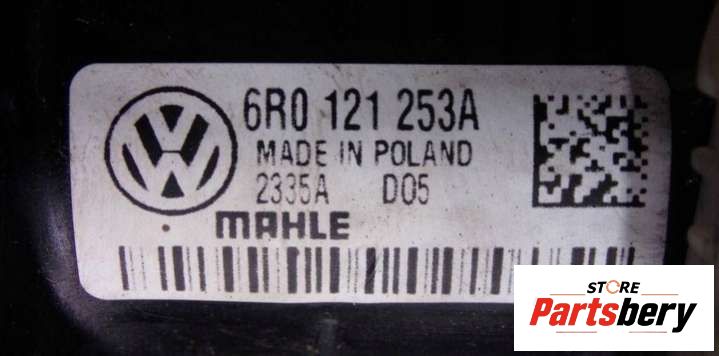 6R0 121 253A
MADE IN POLAND
2335A D05
MAHLE
STORE
Partsbery